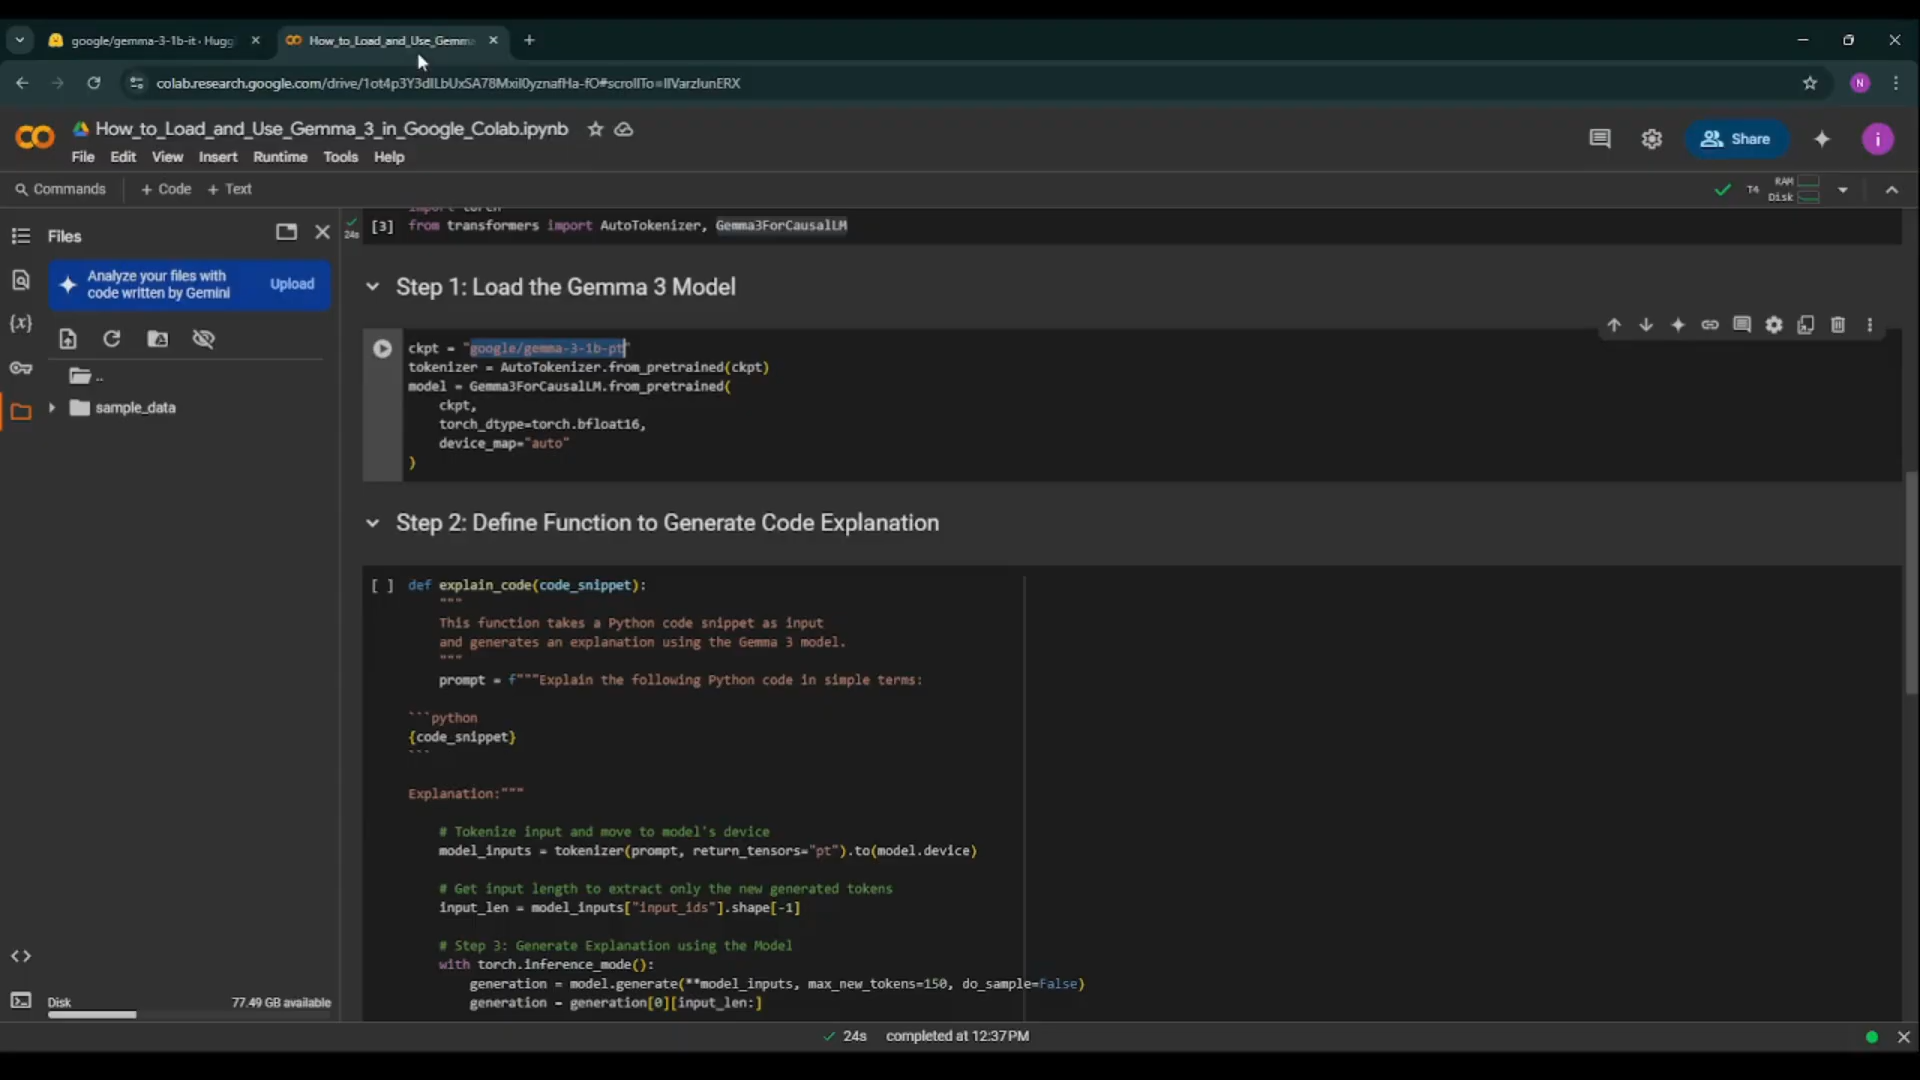 google/gemma-3-1b-it · Hugg
How_to_Load_and_Use_Gemma
colab.research.google.com/drive/
N
How_to_Load_and_Use_Gemma_3_in_Google_Colab.ipynb
File Edit View Insert Runtime Tools Help
Share
i
Commands + Code + Text
T4 RAM
Disk
Files
Analyze your files with
code written by Gemini
Upload
..
sample_data
Disk 77.49 GB available
24s
import torch
[3] from transformers import AutoTokenizer, Gemma3ForCausalLM
Step 1: Load the Gemma 3 Model
ckpt = "google/gemma-3-1b-pt"
tokenizer = AutoTokenizer.from_pretrained(ckpt)
model = Gemma3ForCausalLM.from_pretrained(
ckpt,
torch_dtype=torch.bfloat16,
device_map="auto"
)
Step 2: Define Function to Generate Code Explanation
[ ] def explain_code(code_snippet):
"""
This function takes a Python code snippet as input
and generates an explanation using the Gemma 3 model.
"""
prompt = f"""Explain the following Python code in simple terms:
```python
{code_snippet}
```
Explanation:"""
# Tokenize input and move to model's device
model_inputs = tokenizer(prompt, return_tensors="pt").to(model.device)
# Get input length to extract only the new generated tokens
input_len = model_inputs["input_ids"].shape[-1]
# Step 3: Generate Explanation using the Model
with torch.inference_mode():
generation = model.generate(**model_inputs, max_new_tokens=150, do_sample=False)
generation = generation[0][input_len:]
24s completed at 12:37 PM